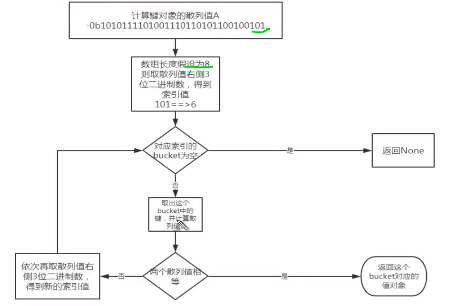 计算键对象的散列值A
-0b1010111101001110110101100100101
数组长度假设为8
则取散列值右侧3
位二进制数，得到
索引值
101==>6
对应索引的
bucket为空
是
返回None
否
取出这个
bucket中的
键，并计算散
列值
依次再取散列值右
侧3位二进制数，
得到新的索引值
否
两个散列值相
等
是
返回这个
bucket对应的
值对象